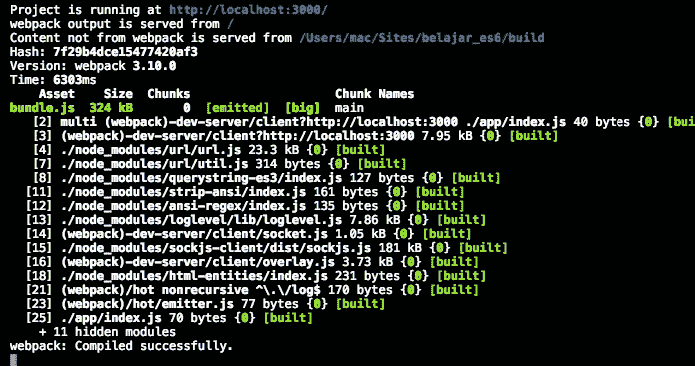 Project is running at http://localhost:3000/
webpack output is served from /
Content not from webpack is served from /Users/mac/Sites/belajar_es6/build
Hash: 7f29b4dce15477420af3
Version: webpack 3.10.0
Time: 6303ms
Asset Size Chunks Chunk Names
bundle.js 324 kB 0 [emitted] [big] main
[2] multi (webpack)-dev-server/client?http://localhost:3000 ./app/index.js 40 bytes {0} [bui
[3] (webpack)-dev-server/client?http://localhost:3000 7.95 kB {0} [built]
[4] ./node_modules/url/url.js 23.3 kB {0} [built]
[7] ./node_modules/url/util.js 314 bytes {0} [built]
[8] ./node_modules/querystring-es3/index.js 127 bytes {0} [built]
[11] ./node_modules/strip-ansi/index.js 161 bytes {0} [built]
[12] ./node_modules/ansi-regex/index.js 135 bytes {0} [built]
[13] ./node_modules/loglevel/lib/loglevel.js 7.86 kB {0} [built]
[14] (webpack)-dev-server/client/socket.js 1.05 kB {0} [built]
[15] ./node_modules/sockjs-client/dist/sockjs.js 181 kB {0} [built]
[16] (webpack)-dev-server/client/overlay.js 3.73 kB {0} [built]
[18] ./node_modules/html-entities/index.js 231 bytes {0} [built]
[21] (webpack)/hot nonrecursive ^\.\/log$ 170 bytes {0} [built]
[23] (webpack)/hot/emitter.js 77 bytes {0} [built]
[25] ./app/index.js 70 bytes {0} [built]
+ 11 hidden modules
webpack: Compiled successfully.